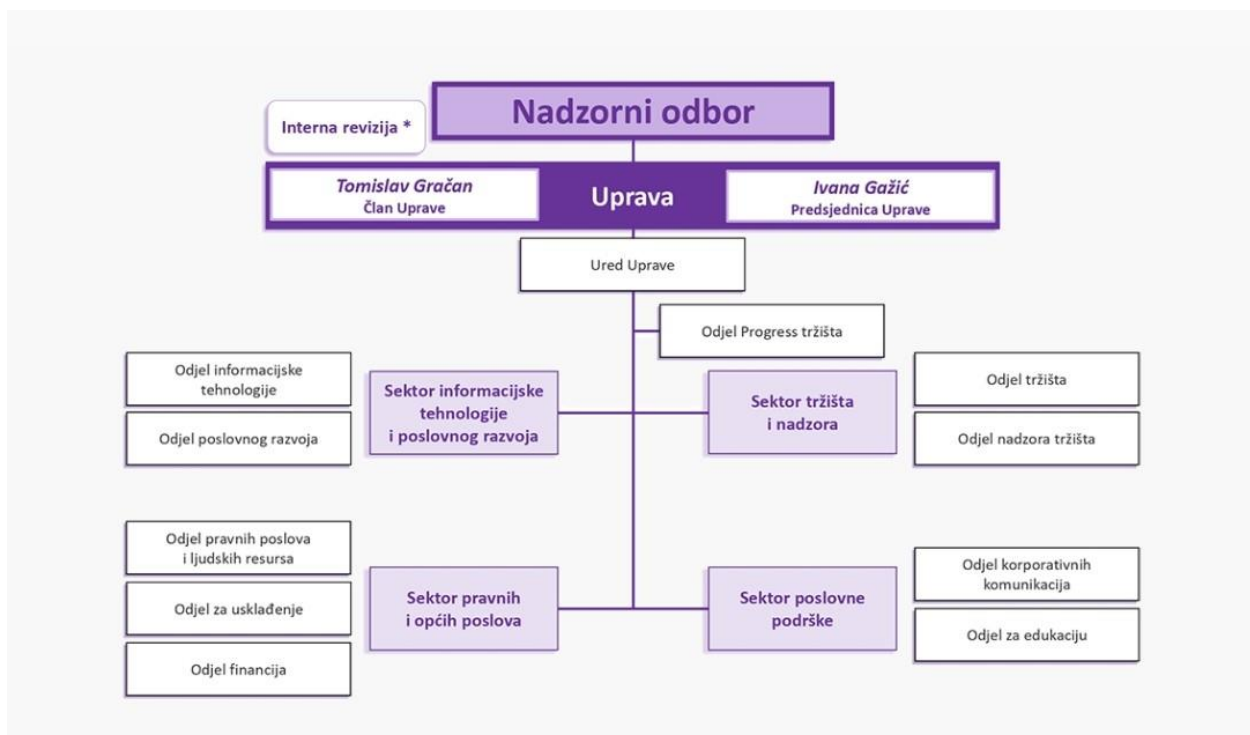 Nadzorni odbor
Interna revizija *
Tomislav Gračan
Član Uprave
Uprava
Ivana Gažić
Predsjednica Uprave
Ured Uprave
Odjel Progress tržišta
Odjel informacijske
tehnologije
Odjel poslovnog razvoja
Sektor informacijske
tehnologije
i poslovnog razvoja
Sektor tržišta
i nadzora
Odjel tržišta
Odjel nadzora tržišta
Odjel pravnih poslova
i ljudskih resursa
Odjel za usklađenje
Odjel financija
Sektor pravnih
i općih poslova
Sektor poslovne
podrške
Odjel korporativnih
komunikacija
Odjel za edukaciju